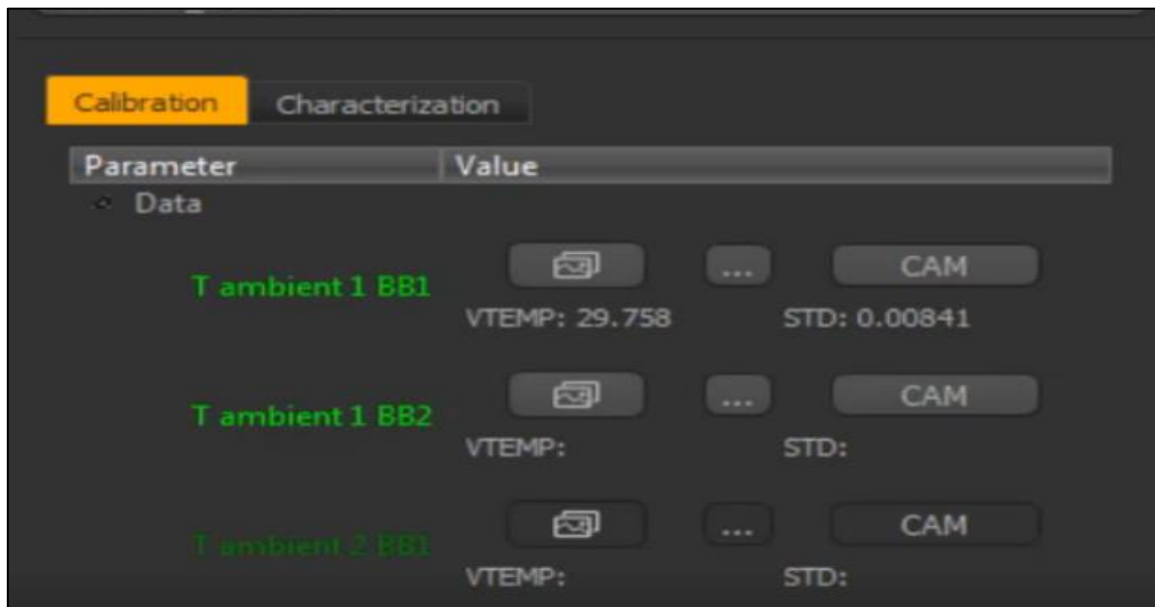 Calibration Characterization
Parameter Value
Data
T ambient 1 BB1 ... CAM
VTEMP: 29.758 STD: 0.00841
T ambient 1 BB2 ... CAM
VTEMP: STD:
T ambient 2 BB1 ... CAM
VTEMP: STD: